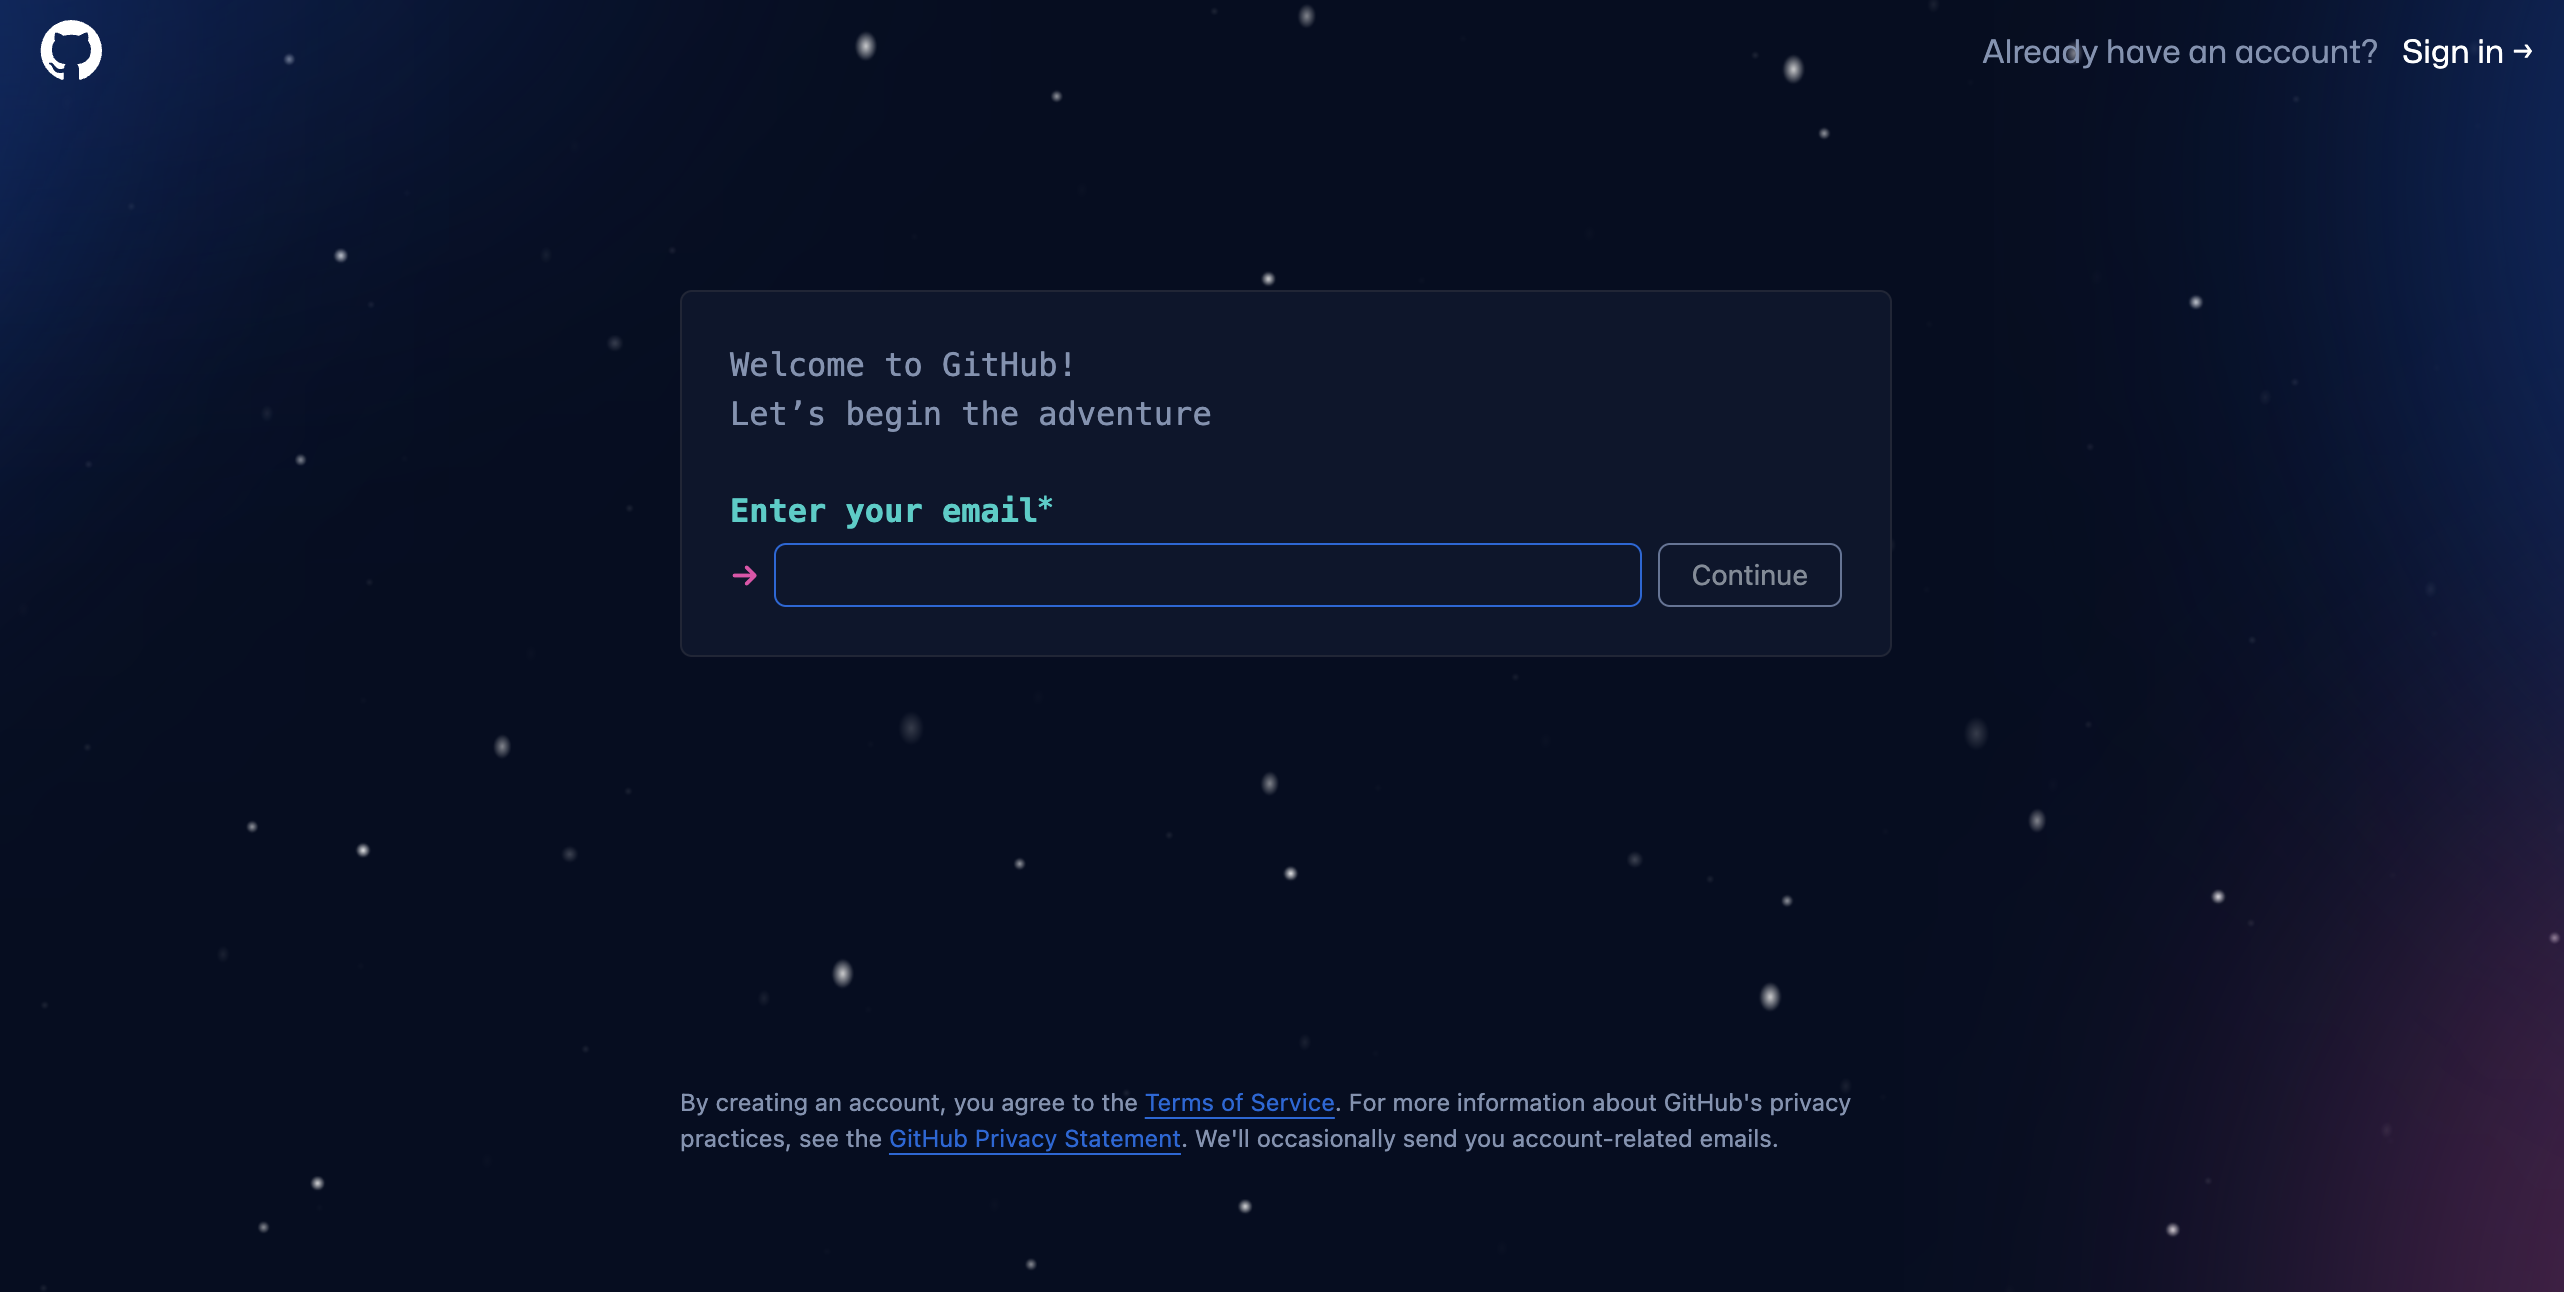 Already have an account? Sign in →
Welcome to GitHub!
Let’s begin the adventure
Enter your email*
→
Continue
By creating an account, you agree to the Terms of Service. For more information about GitHub's privacy
practices, see the GitHub Privacy Statement. We'll occasionally send you account-related emails.